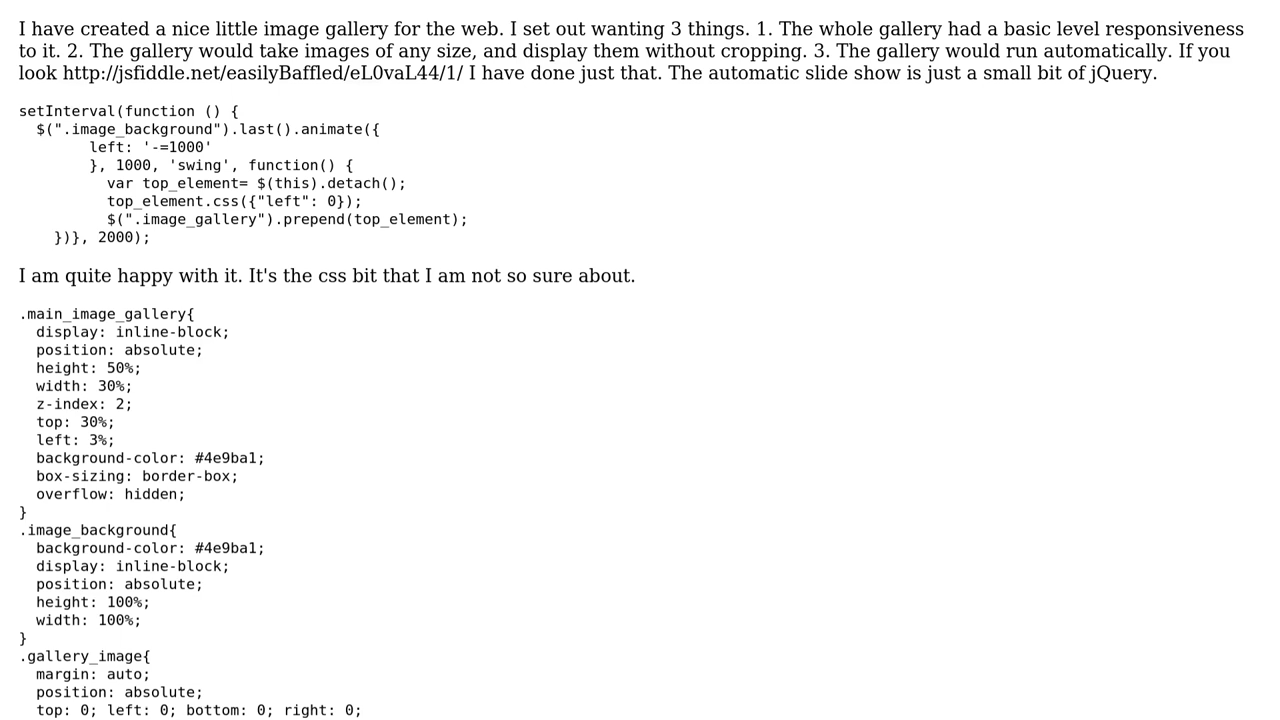 I have created a nice little image gallery for the web. I set out wanting 3 things. 1. The whole gallery had a basic level responsiveness
to it. 2. The gallery would take images of any size, and display them without cropping. 3. The gallery would run automatically. If you
look http://jsfiddle.net/easilyBaffled/eL0vaL44/1/ I have done just that. The automatic slide show is just a small bit of jQuery.
setInterval(function () {
  $(".image_background").last().animate({
        left: '-=1000'
        }, 1000, 'swing', function() {
          var top_element= $(this).detach();
          top_element.css({"left": 0});
          $(".image_gallery").prepend(top_element);
    })}, 2000);
I am quite happy with it. It's the css bit that I am not so sure about.
.main_image_gallery{
  display: inline-block;
  position: absolute;
  height: 50%;
  width: 30%;
  z-index: 2;
  top: 30%;
  left: 3%;
  background-color: #4e9ba1;
  box-sizing: border-box;
  overflow: hidden;
}
.image_background{
  background-color: #4e9ba1;
  display: inline-block;
  position: absolute;
  height: 100%;
  width: 100%;
}
.gallery_image{
  margin: auto;
  position: absolute;
  top: 0; left: 0; bottom: 0; right: 0;